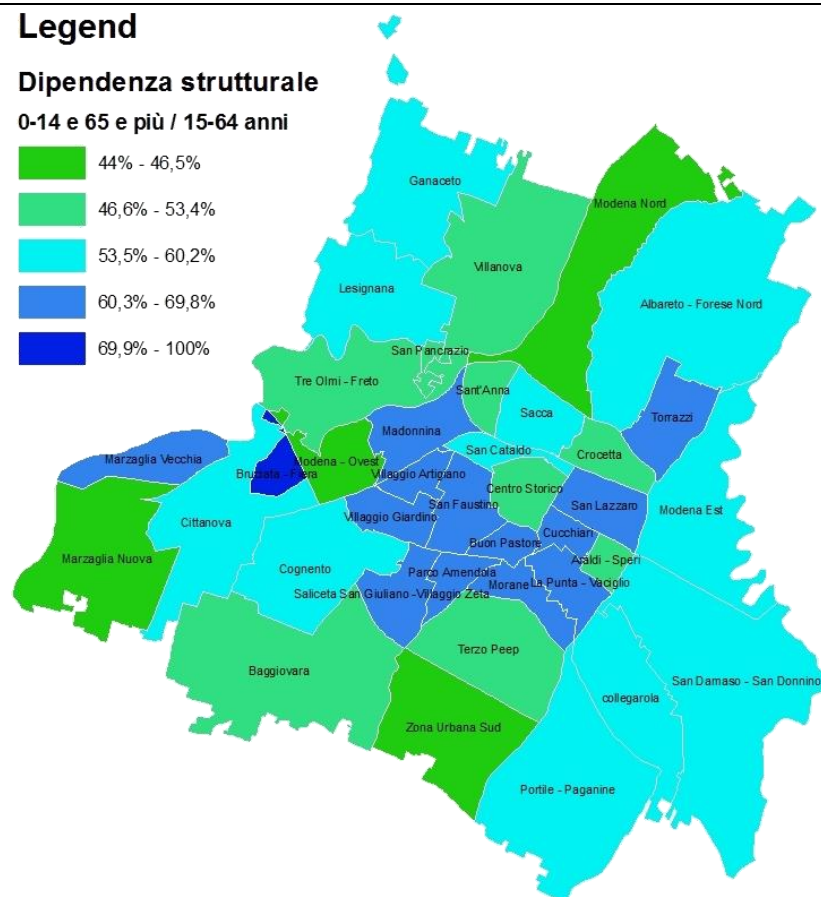 Legend
Dipendenza strutturale
0-14 e 65 e più / 15-64 anni
44% - 46,5%
46,6% - 53,4%
53,5% - 60,2%
60,3% - 69,8%
69,9% - 100%
Ganaceto
Modena Nord
Villanova
Lesignana
Albareto - Forese Nord
San Pancrazio
Tre Olmi - Freto
Sant'Anna
Sacca
Torrazzi
Madonnina
San Cataldo
Crocetta
Marzaglia Vecchia
Modena - Ovest
Bruciata - Fiera
Villaggio Artigiano
Centro Storico
San Faustino
San Lazzaro
Modena Est
Villaggio Giardino
Cittanova
Cucchiari
Buon Pastore
Marzaglia Nuova
Araldi - Speri
Cognento
Parco Amendola
Morane
La Punta - Vaciglio
Saliceta San Giuliano -Villaggio Zeta
Terzo Peep
Baggiovara
San Damaso - San Donnino
collegarola
Zona Urbana Sud
Portile - Paganine